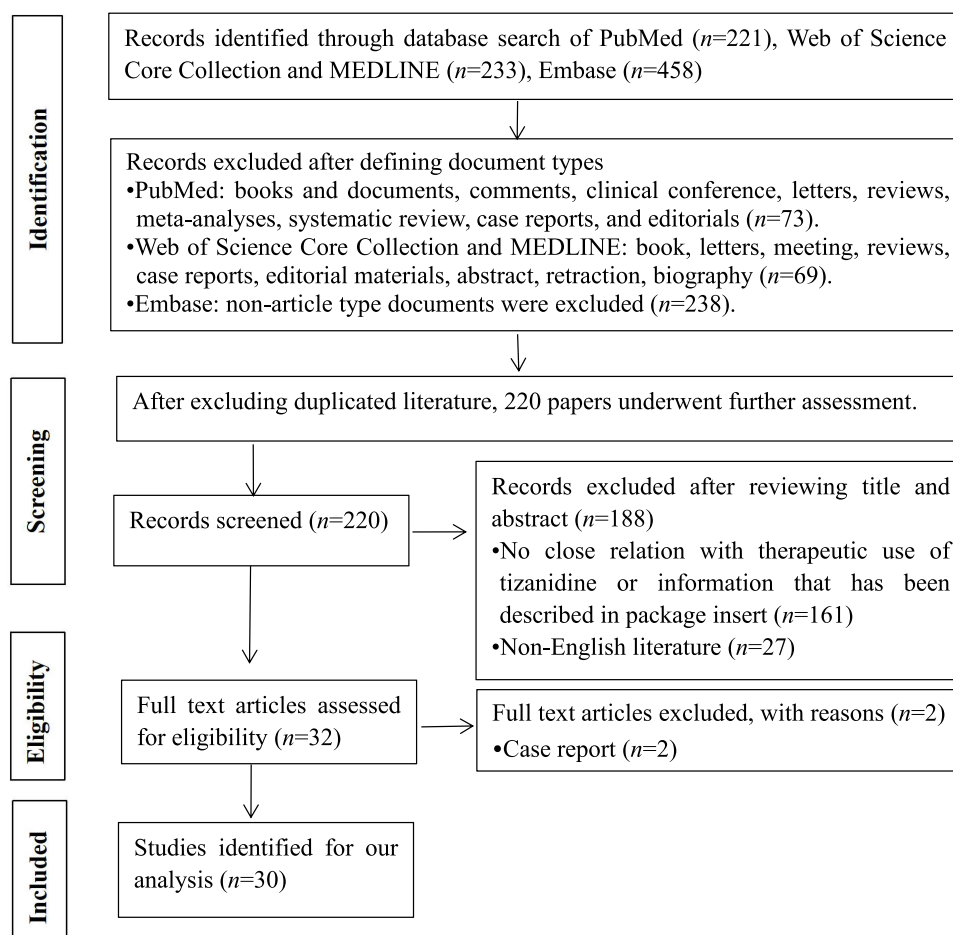 Identification
Records identified through database search of PubMed (n=221), Web of Science
Core Collection and MEDLINE (n=233), Embase (n=458)
Records excluded after defining document types
•PubMed: books and documents, comments, clinical conference, letters, reviews,
meta-analyses, systematic review, case reports, and editorials (n=73).
•Web of Science Core Collection and MEDLINE: book, letters, meeting, reviews,
case reports, editorial materials, abstract, retraction, biography (n=69).
•Embase: non-article type documents were excluded (n=238).
Screening
After excluding duplicated literature, 220 papers underwent further assessment.
Records screened (n=220)
Records excluded after reviewing title and
abstract (n=188)
•No close relation with therapeutic use of
tizanidine or information that has been
described in package insert (n=161)
•Non-English literature (n=27)
Eligibility
Full text articles assessed
for eligibility (n=32)
Full text articles excluded, with reasons (n=2)
•Case report (n=2)
Included
Studies identified for our
analysis (n=30)